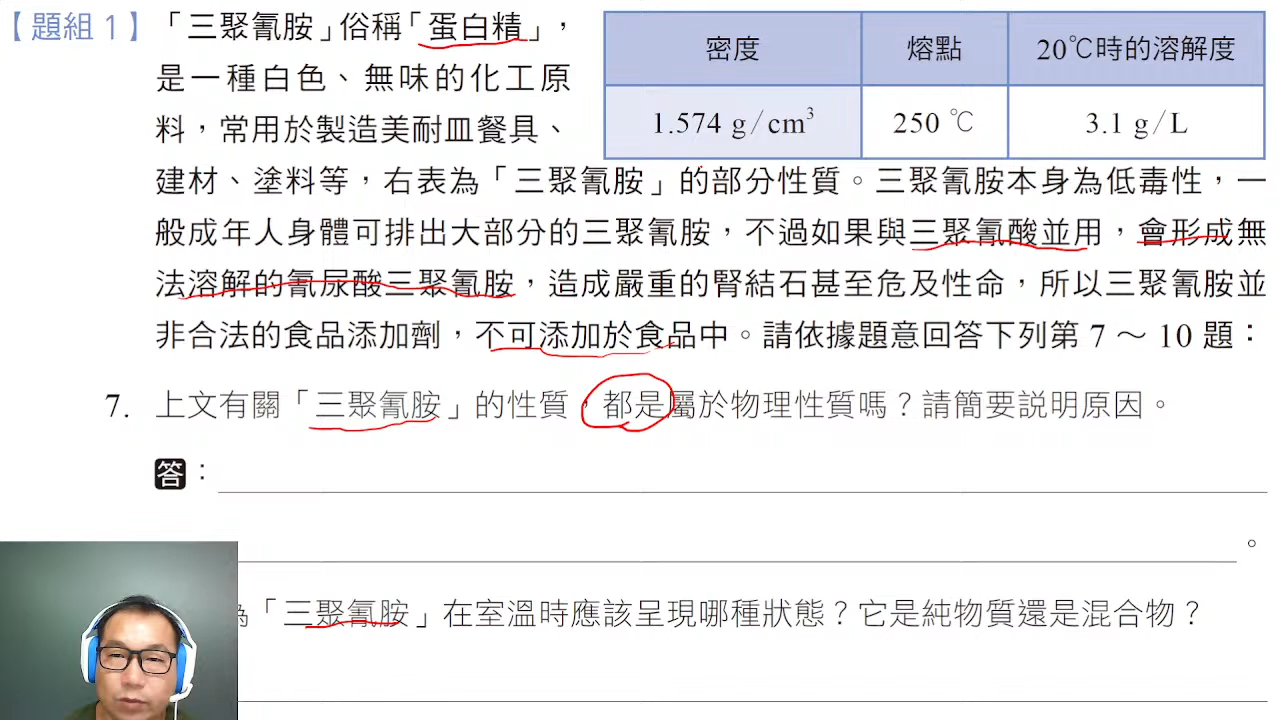 【題組 1】「三聚氰胺」俗稱「蛋白精」，
是一種白色、無味的化工原
料，常用於製造美耐皿餐具、
密度 熔點 20℃時的溶解度
1.574 g/cm³ 250 ℃ 3.1 g/L
建材、塗料等，右表為「三聚氰胺」的部分性質。三聚氰胺本身為低毒性，一
般成年人身體可排出大部分的三聚氰胺，不過如果與三聚氰酸並用，會形成無
法溶解的氰尿酸三聚氰胺，造成嚴重的腎結石甚至危及性命，所以三聚氰胺並
非合法的食品添加劑，不可添加於食品中。請依據題意回答下列第 7～10 題：
7. 上文有關「三聚氰胺」的性質，都是屬於物理性質嗎？請簡要說明原因。
答：
。
「三聚氰胺」在室溫時應該呈現哪種狀態？它是純物質還是混合物？